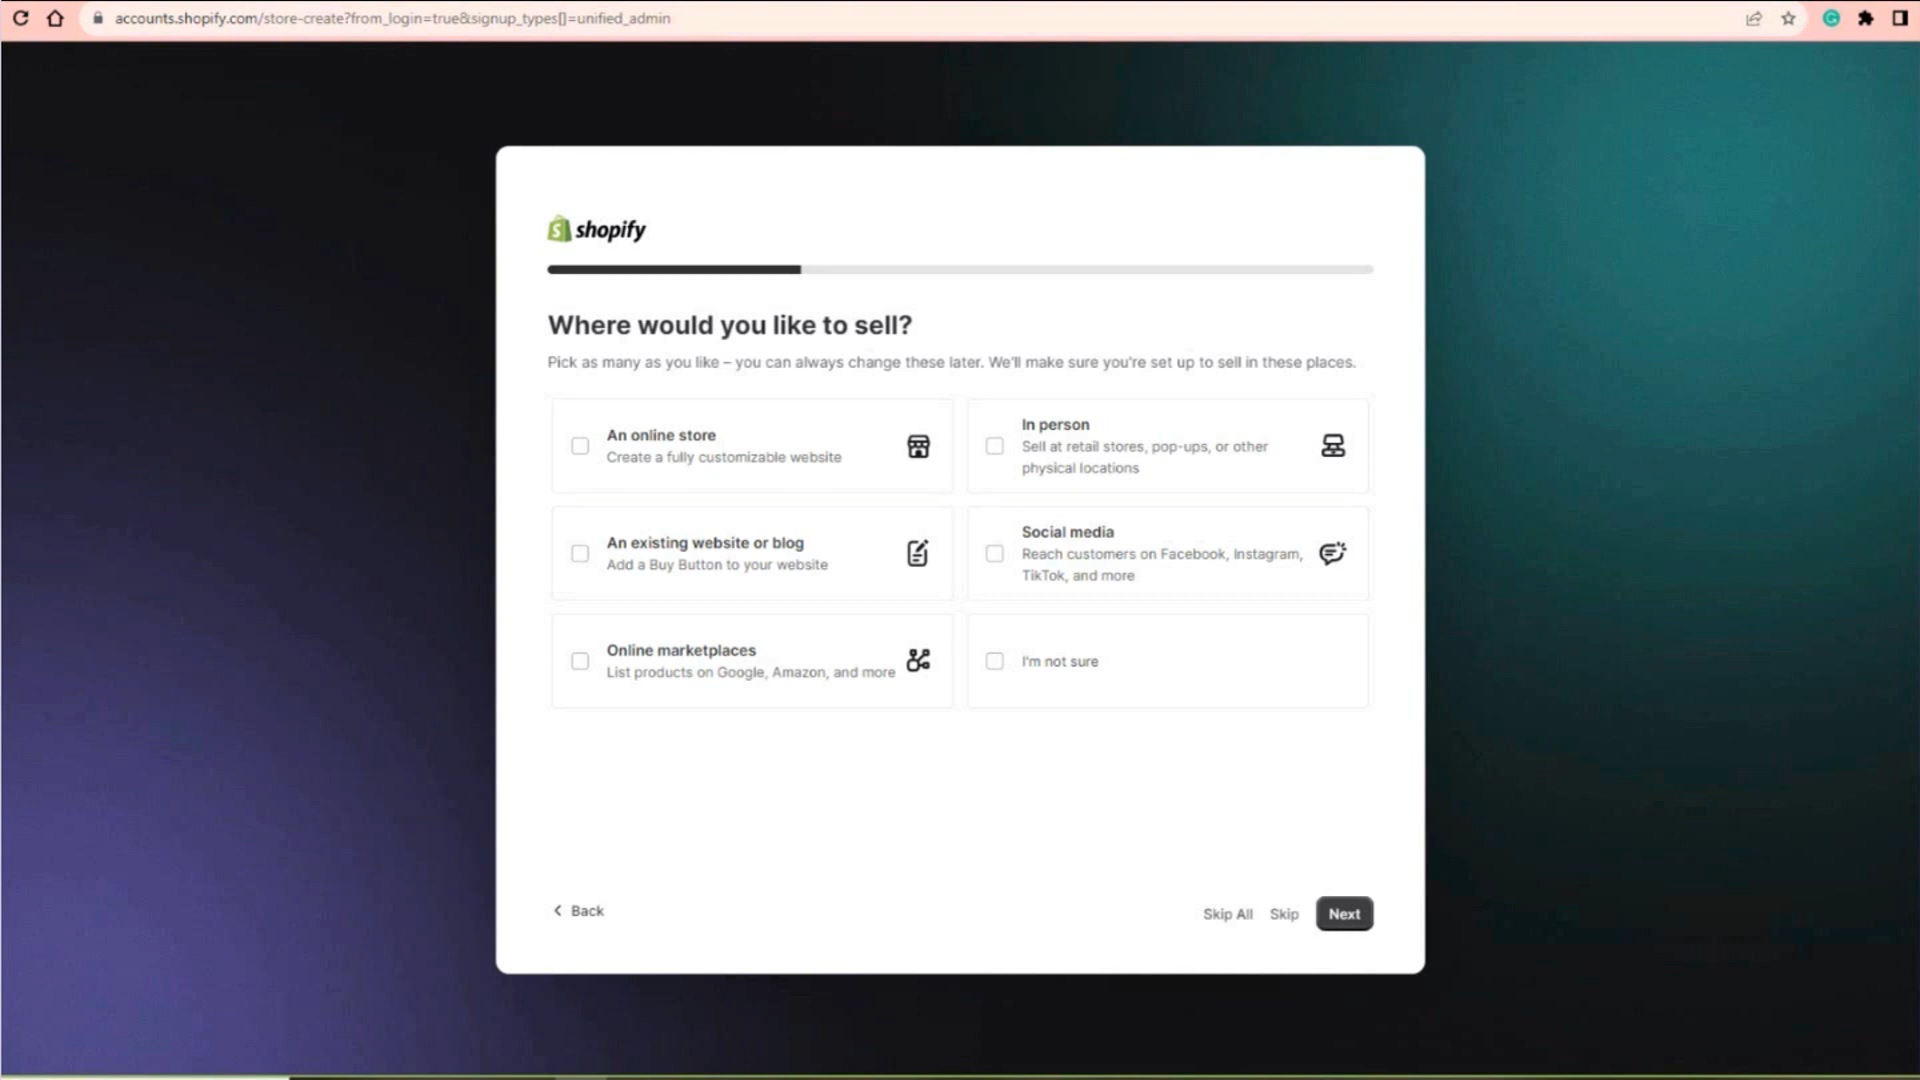 accounts.shopify.com/store-create?from_login=true&signup_types[]=unified_admin
shopify
Where would you like to sell?
Pick as many as you like – you can always change these later. We'll make sure you're set up to sell in these places.
An online store
Create a fully customizable website
In person
Sell at retail stores, pop-ups, or other
physical locations
An existing website or blog
Add a Buy Button to your website
Social media
Reach customers on Facebook, Instagram,
TikTok, and more
Online marketplaces
List products on Google, Amazon, and more
I'm not sure
Back
Skip All
Skip
Next